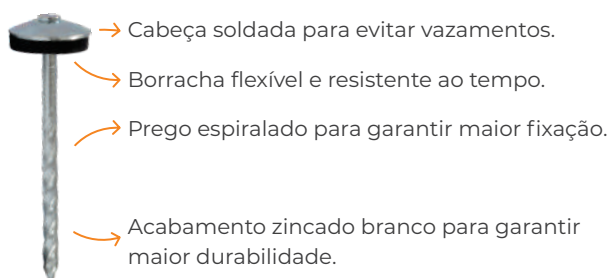 Cabeça soldada para evitar vazamentos.
Borracha flexível e resistente ao tempo.
Prego espiralado para garantir maior fixação.
Acabamento zincado branco para garantir
maior durabilidade.